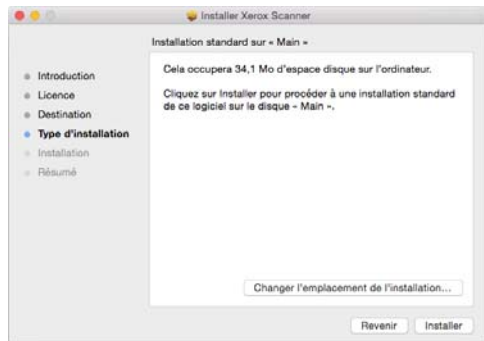 Installer Xerox Scanner
Installation standard sur « Main »
Introduction
Licence
Destination
Type d'installation
Installation
Résumé
Cela occupera 34,1 Mo d'espace disque sur l'ordinateur.
Cliquez sur Installer pour procéder à une installation standard
de ce logiciel sur le disque « Main ».
Changer l'emplacement de l'installation...
Revenir
Installer